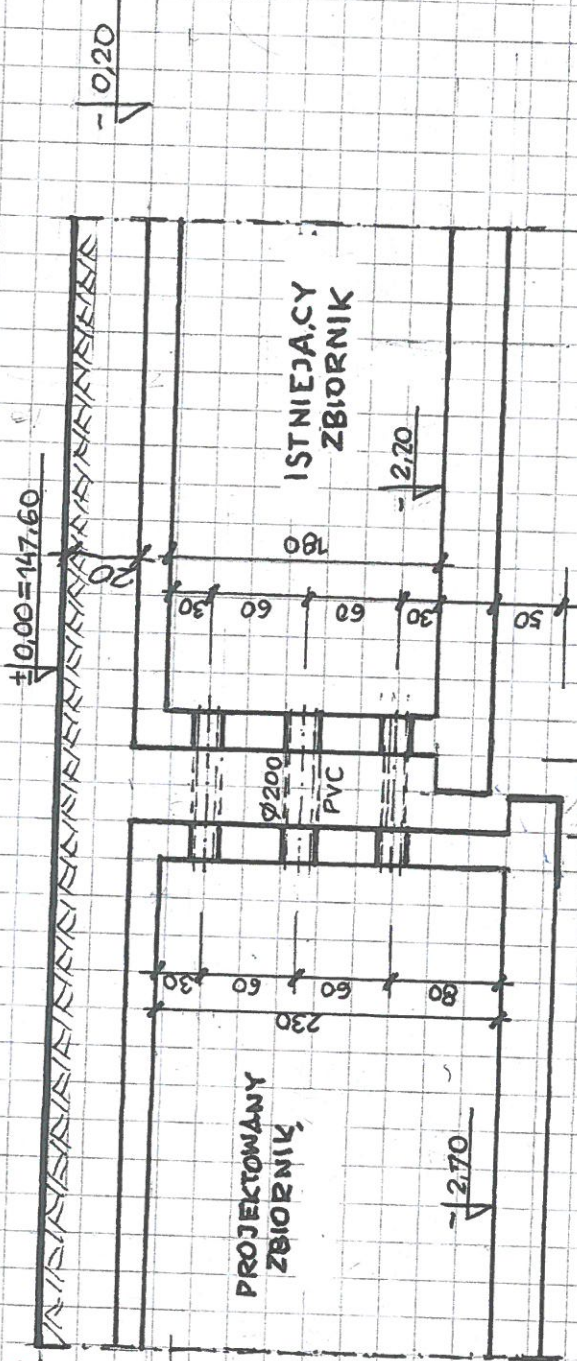 - 0,20
±0,00=147.60
20
ISTNIEJĄCY
ZBIORNIK
180
- 2,20
30
60
60
30
50
Ø200
PVC
30
60
60
80
230
PROJEKTOWANY
ZBIORNIK
- 2,70